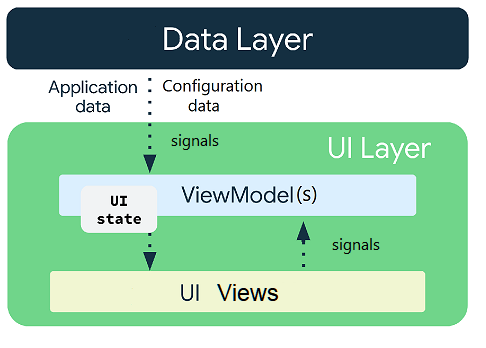 Data Layer
Application
data
Configuration
data
signals
UI Layer
ViewModel(s)
UI
state
signals
UI Views